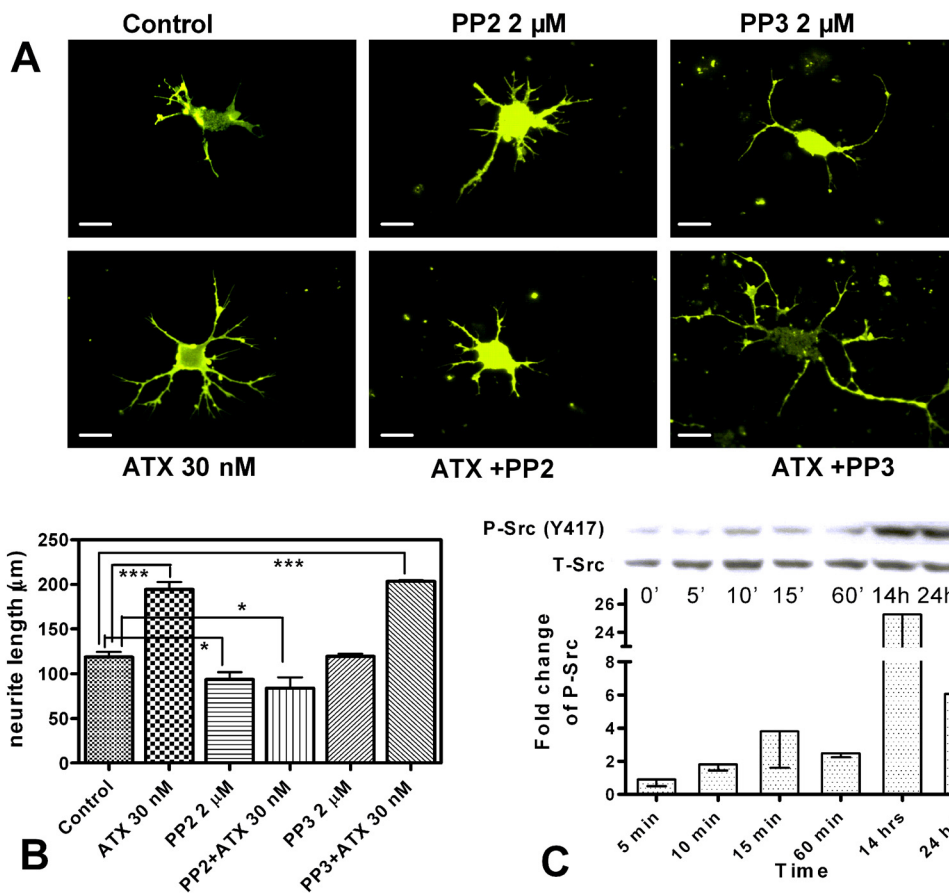 A
Control
PP2 2 µM
PP3 2 µM
ATX 30 nM
ATX +PP2
ATX +PP3
B
neurite length (µm)
250
200
150
100
50
0
***
***
*
*
Control
ATX 30 nM
PP2 2 µM
PP2+ATX 30 nM
PP3 2 µM
PP3+ATX 30 nM
C
P-Src (Y417)
T-Src
0’ 5’ 10’ 15’ 60’ 14h 24h
Fold change
of P-Src
26
24
8
6
4
2
0
5 min
10 min
15 min
60 min
14 hrs
24 h
Time